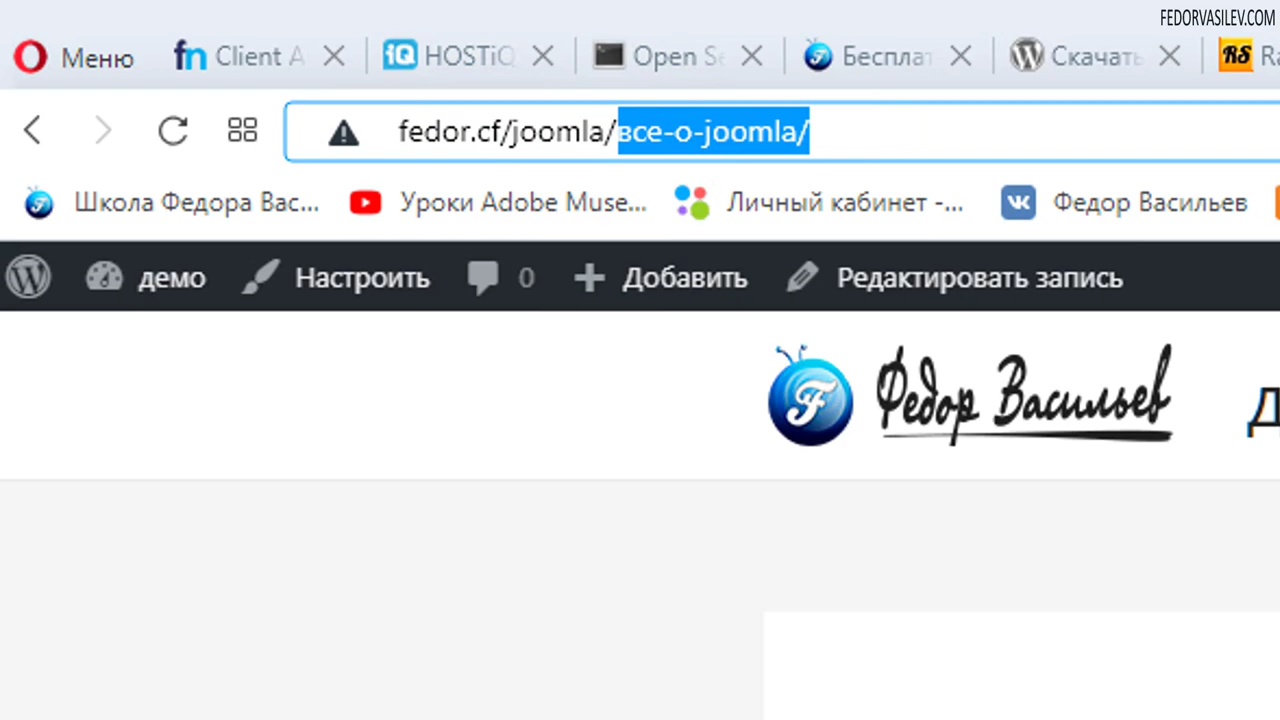 FEDORVASILEV.COM
Меню Client A HOSTiQ Open Se Бесплат Скачать Ra
fedor.cf/joomla/все-о-joomla/
Школа Федора Вас... Уроки Adobe Muse... Личный кабинет -... Федор Васильев
демо Настроить 0 Добавить Редактировать запись
Федор Васильев Д